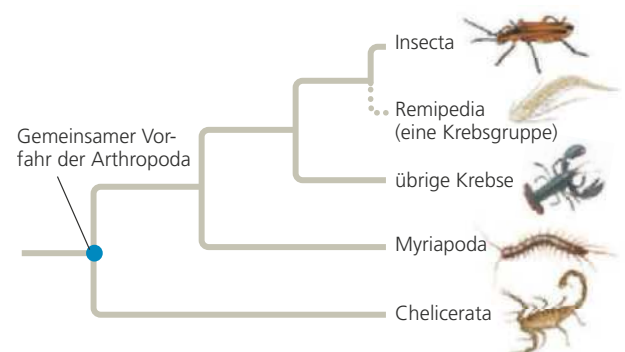 Insecta
Remipedia
(eine Krebsgruppe)
Gemeinsamer Vor-
fahr der Arthropoda
übrige Krebse
Myriapoda
Chelicerata